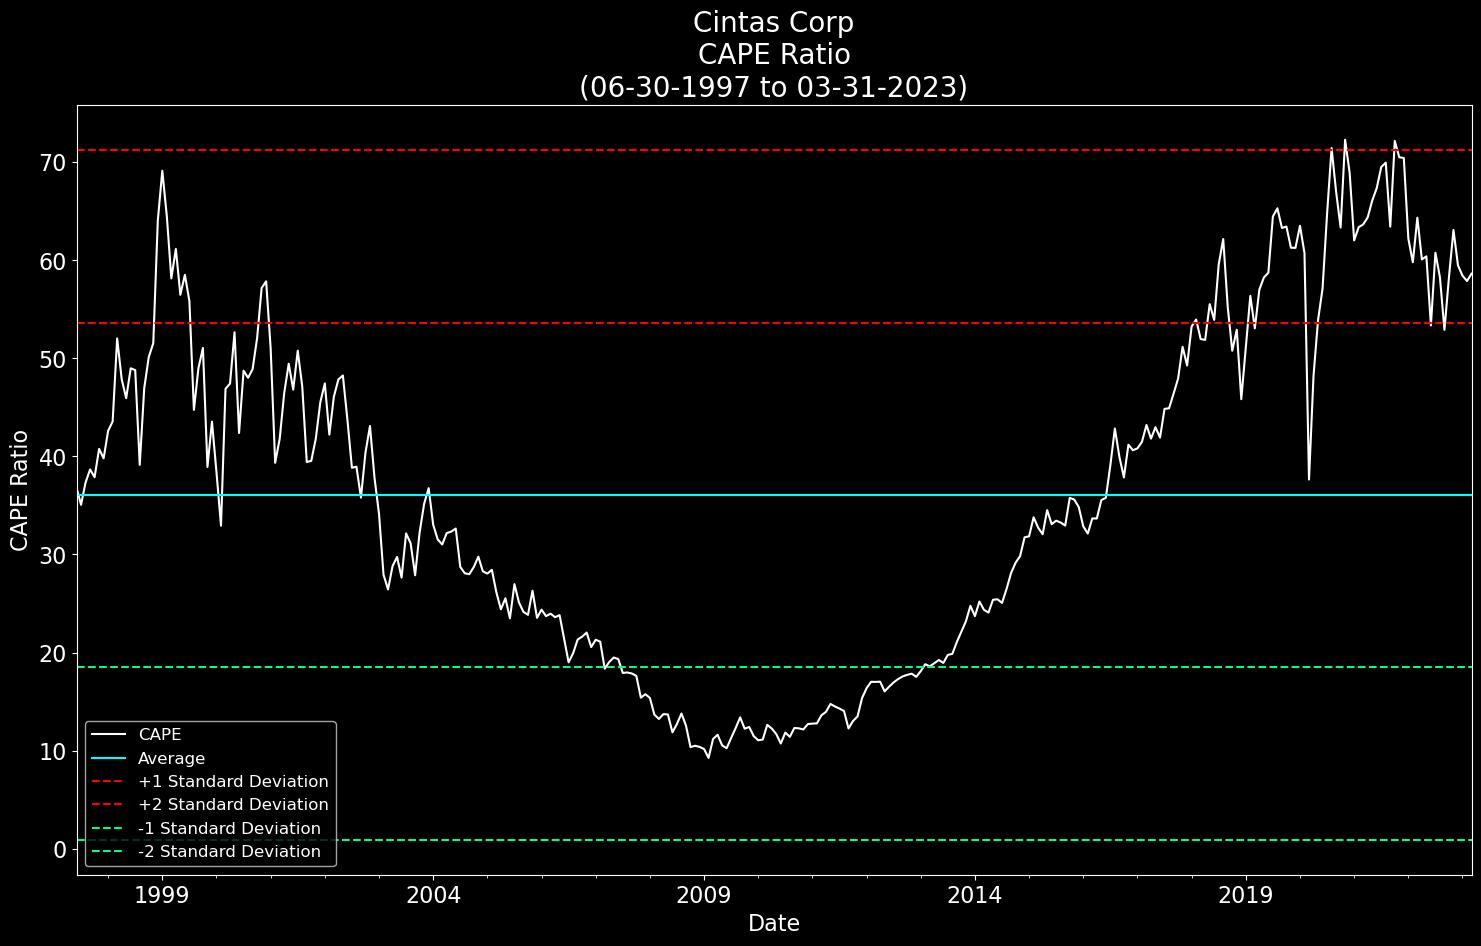 Cintas Corp
CAPE Ratio
(06-30-1997 to 03-31-2023)
CAPE Ratio
70
60
50
40
30
20
10
0
CAPE
Average
+1 Standard Deviation
+2 Standard Deviation
-1 Standard Deviation
-2 Standard Deviation
1999
2004
2009
2014
2019
Date